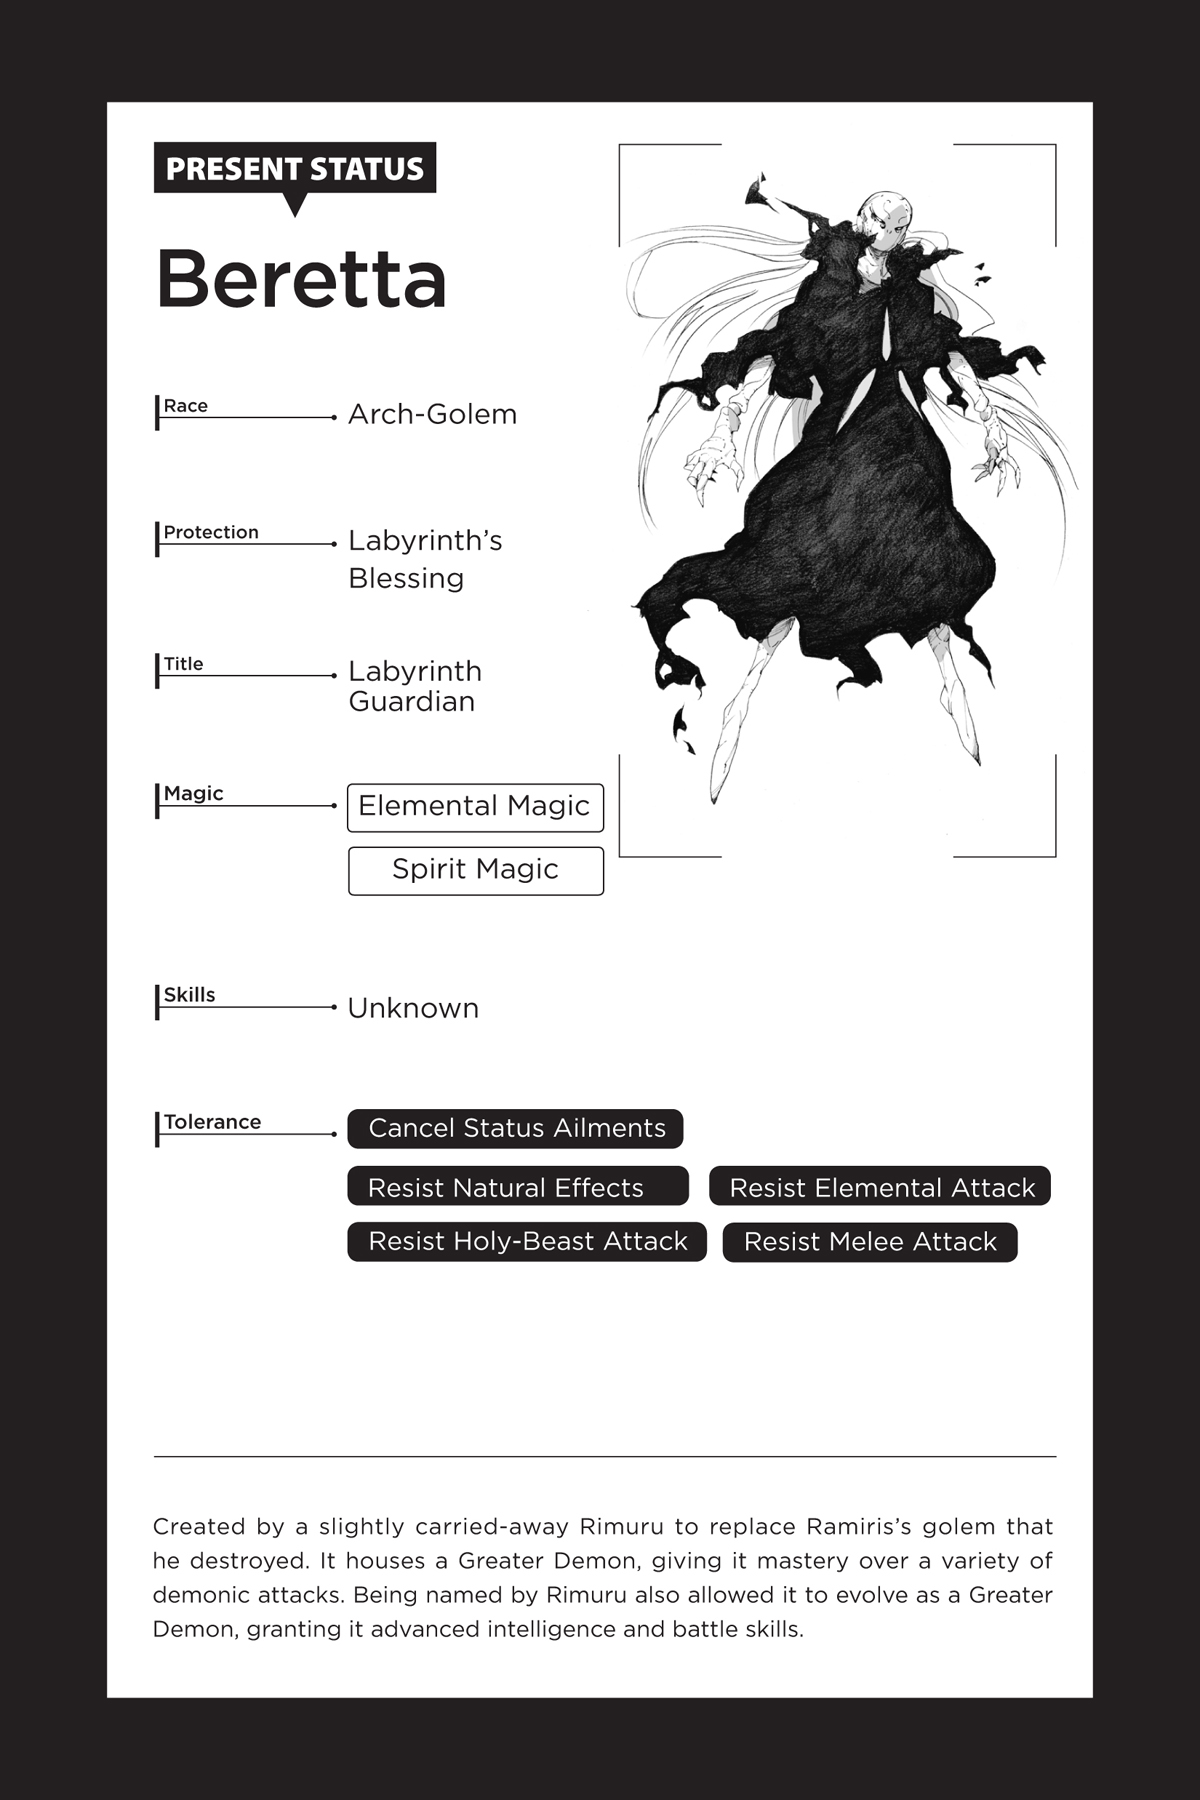 PRESENT STATUS
Beretta
Race
Arch-Golem
Protection
Labyrinth’s
Blessing
Title
Labyrinth
Guardian
Magic
Elemental Magic
Spirit Magic
Skills
Unknown
Tolerance
Cancel Status Ailments
Resist Natural Effects
Resist Elemental Attack
Resist Holy-Beast Attack
Resist Melee Attack
Created by a slightly carried-away Rimuru to replace Ramiris’s golem that
he destroyed. It houses a Greater Demon, giving it mastery over a variety of
demonic attacks. Being named by Rimuru also allowed it to evolve as a Greater
Demon, granting it advanced intelligence and battle skills.